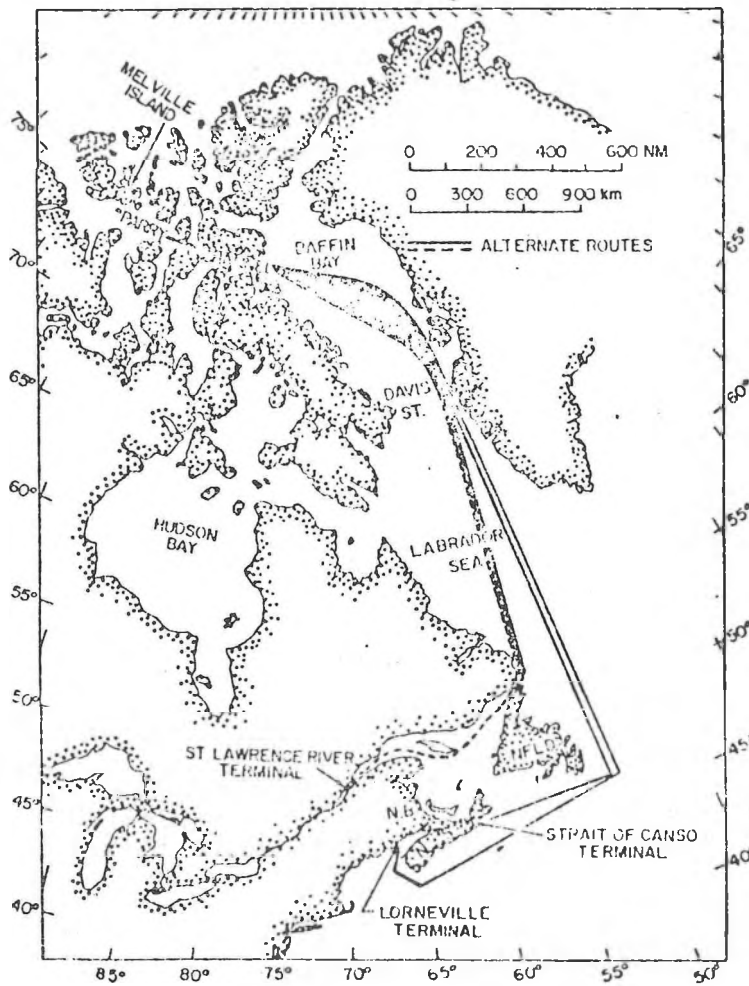 MELVILLE
ISLAND
75°
0 200 400 600 NM
0 300 600 900 km
PARRY
BAFFIN
BAY
ALTERNATE ROUTES
65°
70°
65°
DAVIS
ST.
60°
60°
HUDSON
BAY
LABRADOR
SEA
55°
55°
50°
50°
ST. LAWRENCE RIVER
TERMINAL
NFLD.
45°
45°
N.B.
STRAIT OF CANSO
TERMINAL
40°
40°
LORNEVILLE
TERMINAL
85° 80° 75° 70° 65° 60° 55° 50°